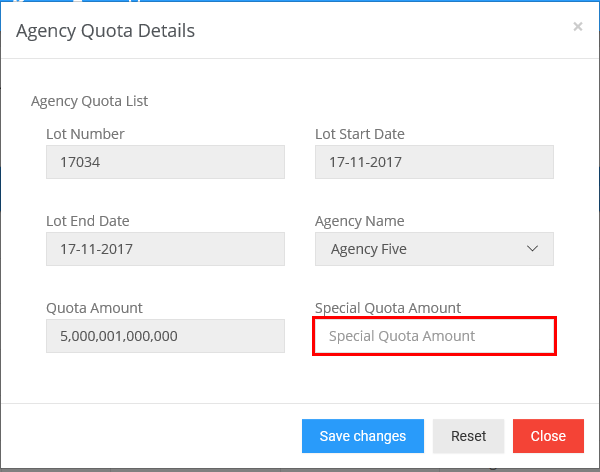 Agency Quota Details
×
Agency Quota List
Lot Number
Lot Start Date
17034
17-11-2017
Lot End Date
Agency Name
17-11-2017
Agency Five
Quota Amount
Special Quota Amount
5,000,001,000,000
Special Quota Amount
Save changes
Reset
Close